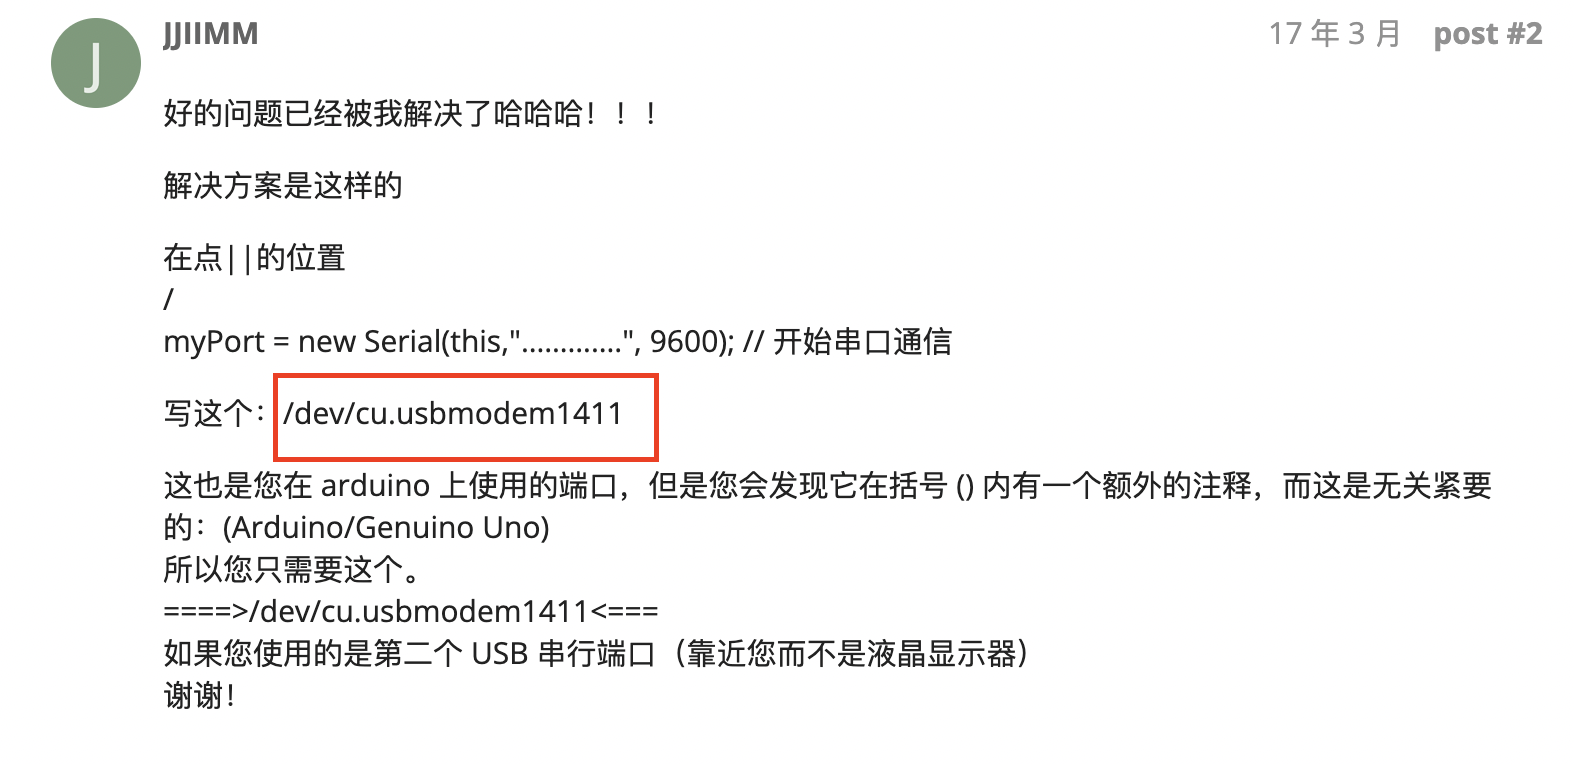 J
JJIIMM
17 年 3 月 post #2
好的问题已经被我解决了哈哈哈！！！
解决方案是这样的
在点||的位置
/
myPort = new Serial(this,".............", 9600); // 开始串口通信
写这个：/dev/cu.usbmodem1411
这也是您在 arduino 上使用的端口，但是您会发现它在括号 () 内有一个额外的注释，而这是无关紧要
的：(Arduino/Genuino Uno)
所以您只需要这个。
====>/dev/cu.usbmodem1411<===
如果您使用的是第二个 USB 串行端口（靠近您而不是液晶显示器）
谢谢！